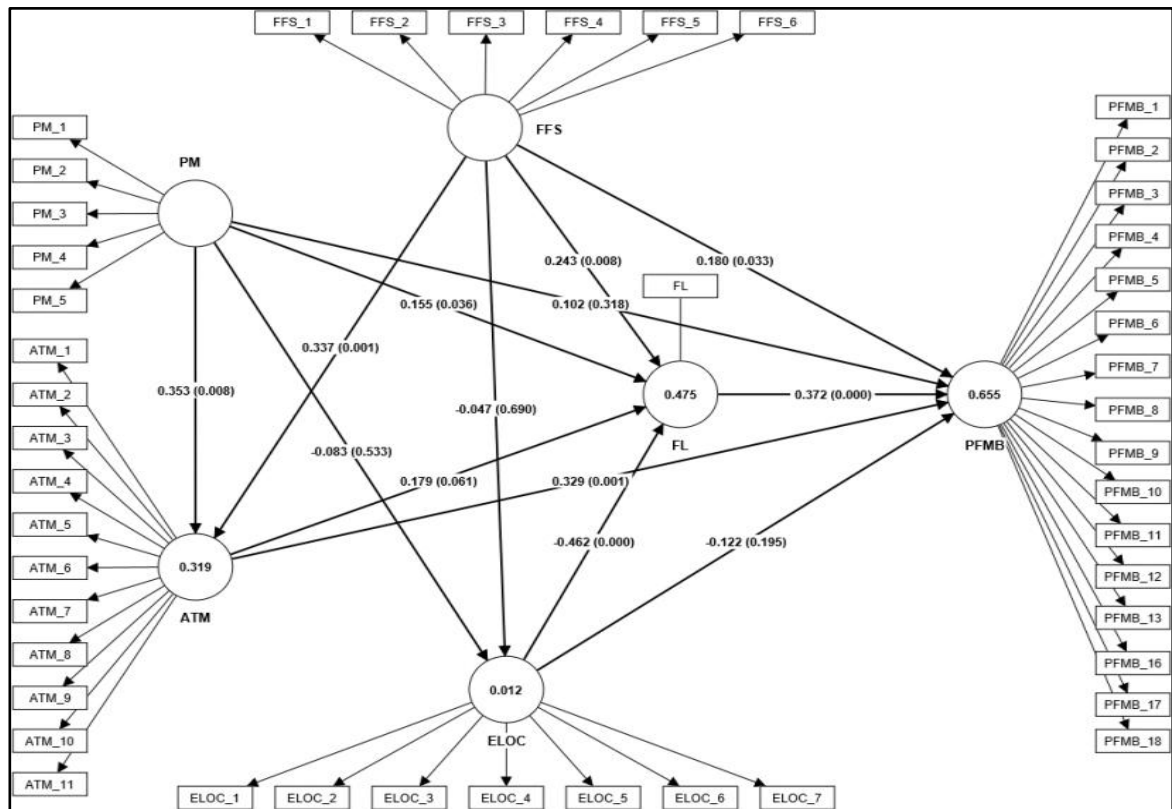 FFS_1
FFS_2
FFS_3
FFS_4
FFS_5
FFS_6
FFS
PM
PM_1
PM_2
PM_3
PM_4
PM_5
PFMB_1
PFMB_2
PFMB_3
PFMB_4
PFMB_5
PFMB_6
PFMB_7
PFMB_8
PFMB_9
PFMB_10
PFMB_11
PFMB_12
PFMB_13
PFMB_16
PFMB_17
PFMB_18
0.243 (0.008)
0.180 (0.033)
FL
0.155 (0.036)
0.102 (0.318)
0.337 (0.001)
0.353 (0.008)
-0.047 (0.690)
0.475
FL
0.372 (0.000)
0.655
PFMB
-0.083 (0.533)
0.179 (0.061)
0.329 (0.001)
-0.462 (0.000)
-0.122 (0.195)
ATM_1
ATM_2
ATM_3
ATM_4
ATM_5
ATM_6
ATM_7
ATM_8
ATM_9
ATM_10
ATM_11
0.319
ATM
0.012
ELOC
ELOC_1
ELOC_2
ELOC_3
ELOC_4
ELOC_5
ELOC_6
ELOC_7